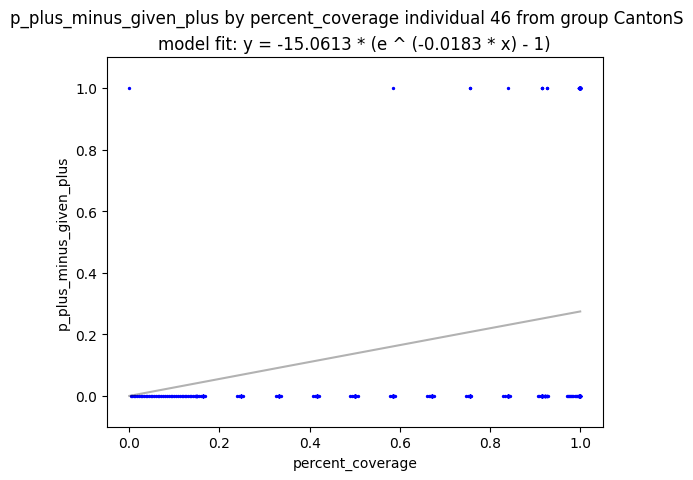 p_plus_minus_given_plus by percent_coverage individual 46 from group CantonS
model fit: y = -15.0613 * (e ^ (-0.0183 * x) - 1)
1.0
0.8
0.6
0.4
0.2
0.0
p_plus_minus_given_plus
0.0 0.2 0.4 0.6 0.8 1.0
percent_coverage